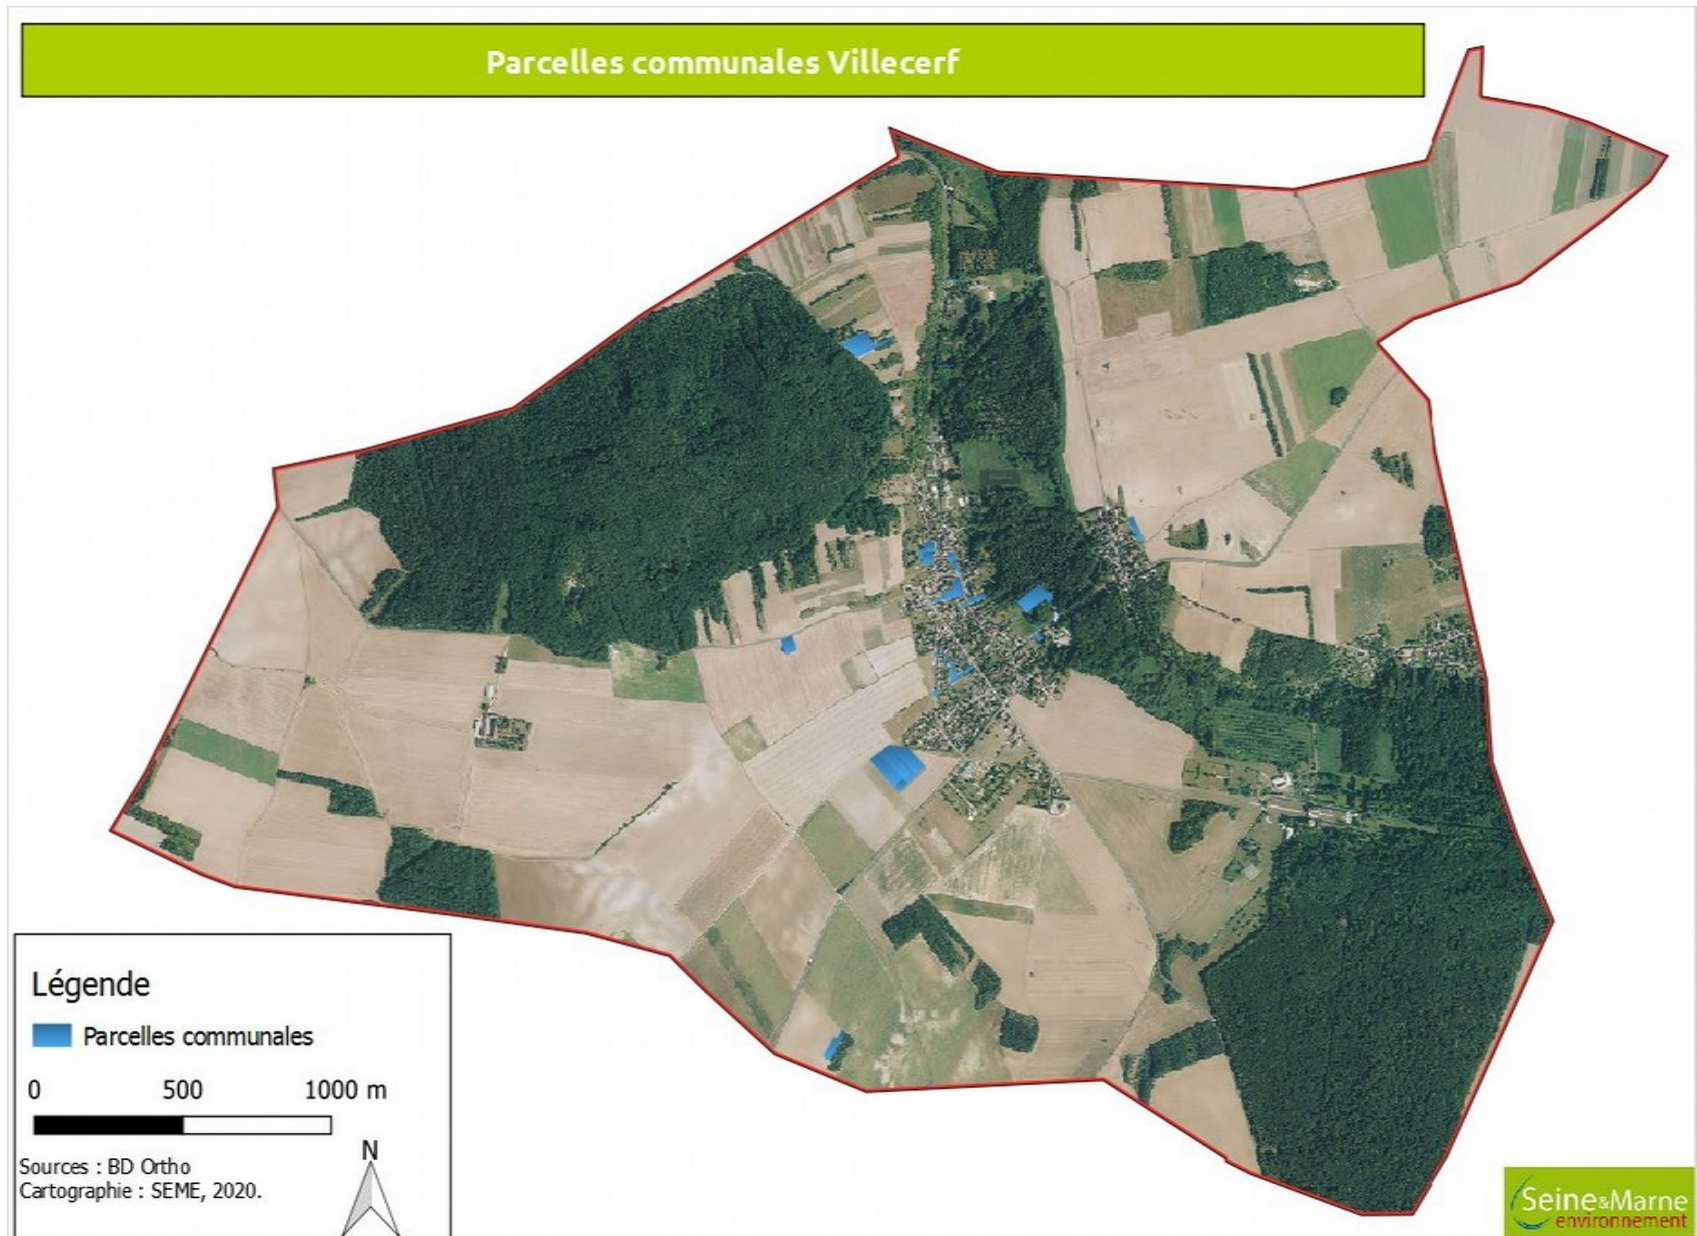 Parcelles communales Villecerf
Légende
Parcelles communales
0 500 1000 m
Sources : BD Ortho
Cartographie : SEME, 2020.
N
Seine&Marne
environnement